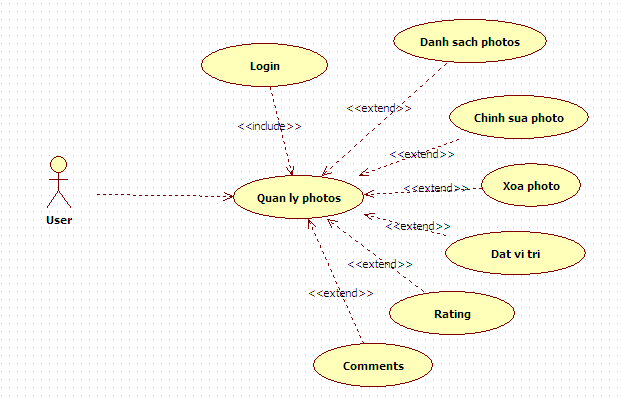 Danh sach photos
Login
<<extend>>
Chinh sua photo
<<include>>
<<extend>>
Xoa photo
<<extend>>
Quan ly photos
User
<<extend>>
Dat vi tri
<<extend>>
<<extend>>
Rating
Comments